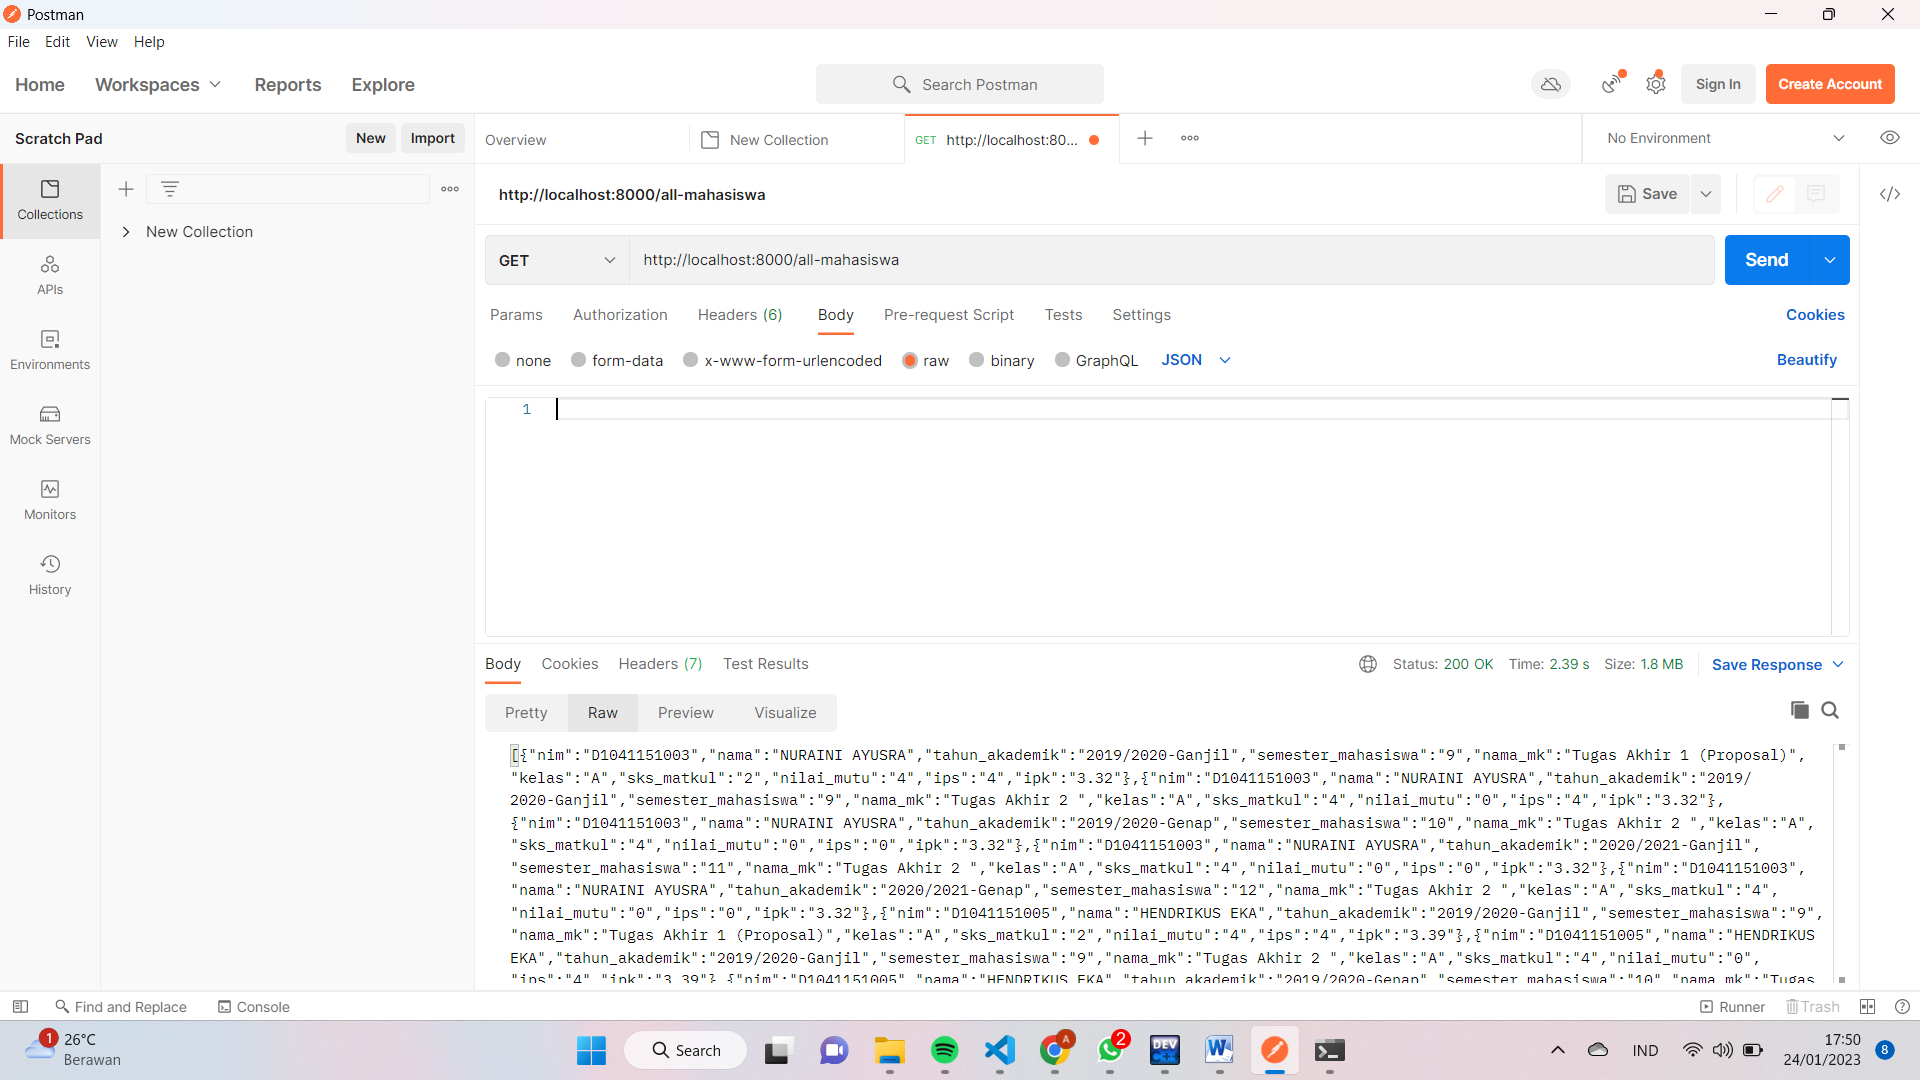 Postman
File Edit View Help
Home Workspaces Reports Explore
Search Postman
Sign In
Create Account
Scratch Pad
New
Import
Overview
New Collection
GET http://localhost:80...
No Environment
Collections
New Collection
APIs
Environments
Mock Servers
Monitors
History
http://localhost:8000/all-mahasiswa
Save
GET
http://localhost:8000/all-mahasiswa
Send
Params Authorization Headers (6) Body Pre-request Script Tests Settings
Cookies
none form-data x-www-form-urlencoded raw binary GraphQL JSON
Beautify
1
Body Cookies Headers (7) Test Results
Status: 200 OK Time: 2.39 s Size: 1.8 MB
Save Response
Pretty Raw Preview Visualize
[{"nim":"D1041151003","nama":"NURAINI AYUSRA","tahun_akademik":"2019/2020-Ganjil","semester_mahasiswa":"9","nama_mk":"Tugas Akhir 1 (Proposal)",
"kelas":"A","sks_matkul":"2","nilai_mutu":"4","ips":"4","ipk":"3.32"},{"nim":"D1041151003","nama":"NURAINI AYUSRA","tahun_akademik":"2019/
2020-Ganjil","semester_mahasiswa":"9","nama_mk":"Tugas Akhir 2 ","kelas":"A","sks_matkul":"4","nilai_mutu":"0","ips":"4","ipk":"3.32"},
{"nim":"D1041151003","nama":"NURAINI AYUSRA","tahun_akademik":"2019/2020-Genap","semester_mahasiswa":"10","nama_mk":"Tugas Akhir 2 ","kelas":"A",
"sks_matkul":"4","nilai_mutu":"0","ips":"0","ipk":"3.32"},{"nim":"D1041151003","nama":"NURAINI AYUSRA","tahun_akademik":"2020/2021-Ganjil",
"semester_mahasiswa":"11","nama_mk":"Tugas Akhir 2 ","kelas":"A","sks_matkul":"4","nilai_mutu":"0","ips":"0","ipk":"3.32"},{"nim":"D1041151003",
"nama":"NURAINI AYUSRA","tahun_akademik":"2020/2021-Genap","semester_mahasiswa":"12","nama_mk":"Tugas Akhir 2 ","kelas":"A","sks_matkul":"4",
"nilai_mutu":"0","ips":"0","ipk":"3.32"},{"nim":"D1041151005","nama":"HENDRIKUS EKA","tahun_akademik":"2019/2020-Ganjil","semester_mahasiswa":"9",
"nama_mk":"Tugas Akhir 1 (Proposal)","kelas":"A","sks_matkul":"2","nilai_mutu":"4","ips":"4","ipk":"3.39"},{"nim":"D1041151005","nama":"HENDRIKUS
EKA","tahun_akademik":"2019/2020-Ganjil","semester_mahasiswa":"9","nama_mk":"Tugas Akhir 2 ","kelas":"A","sks_matkul":"4","nilai_mutu":"0",
"ips":"4","ipk":"3.39"},{"nim":"D1041151005","nama":"HENDRIKUS EKA","tahun_akademik":"2019/2020-Genap","semester_mahasiswa":"10","nama_mk":"Tugas
Find and Replace Console
Runner Trash
1
26°C
Berawan
Search
A
2
DEV
C++
W
IND
17:50
24/01/2023
8